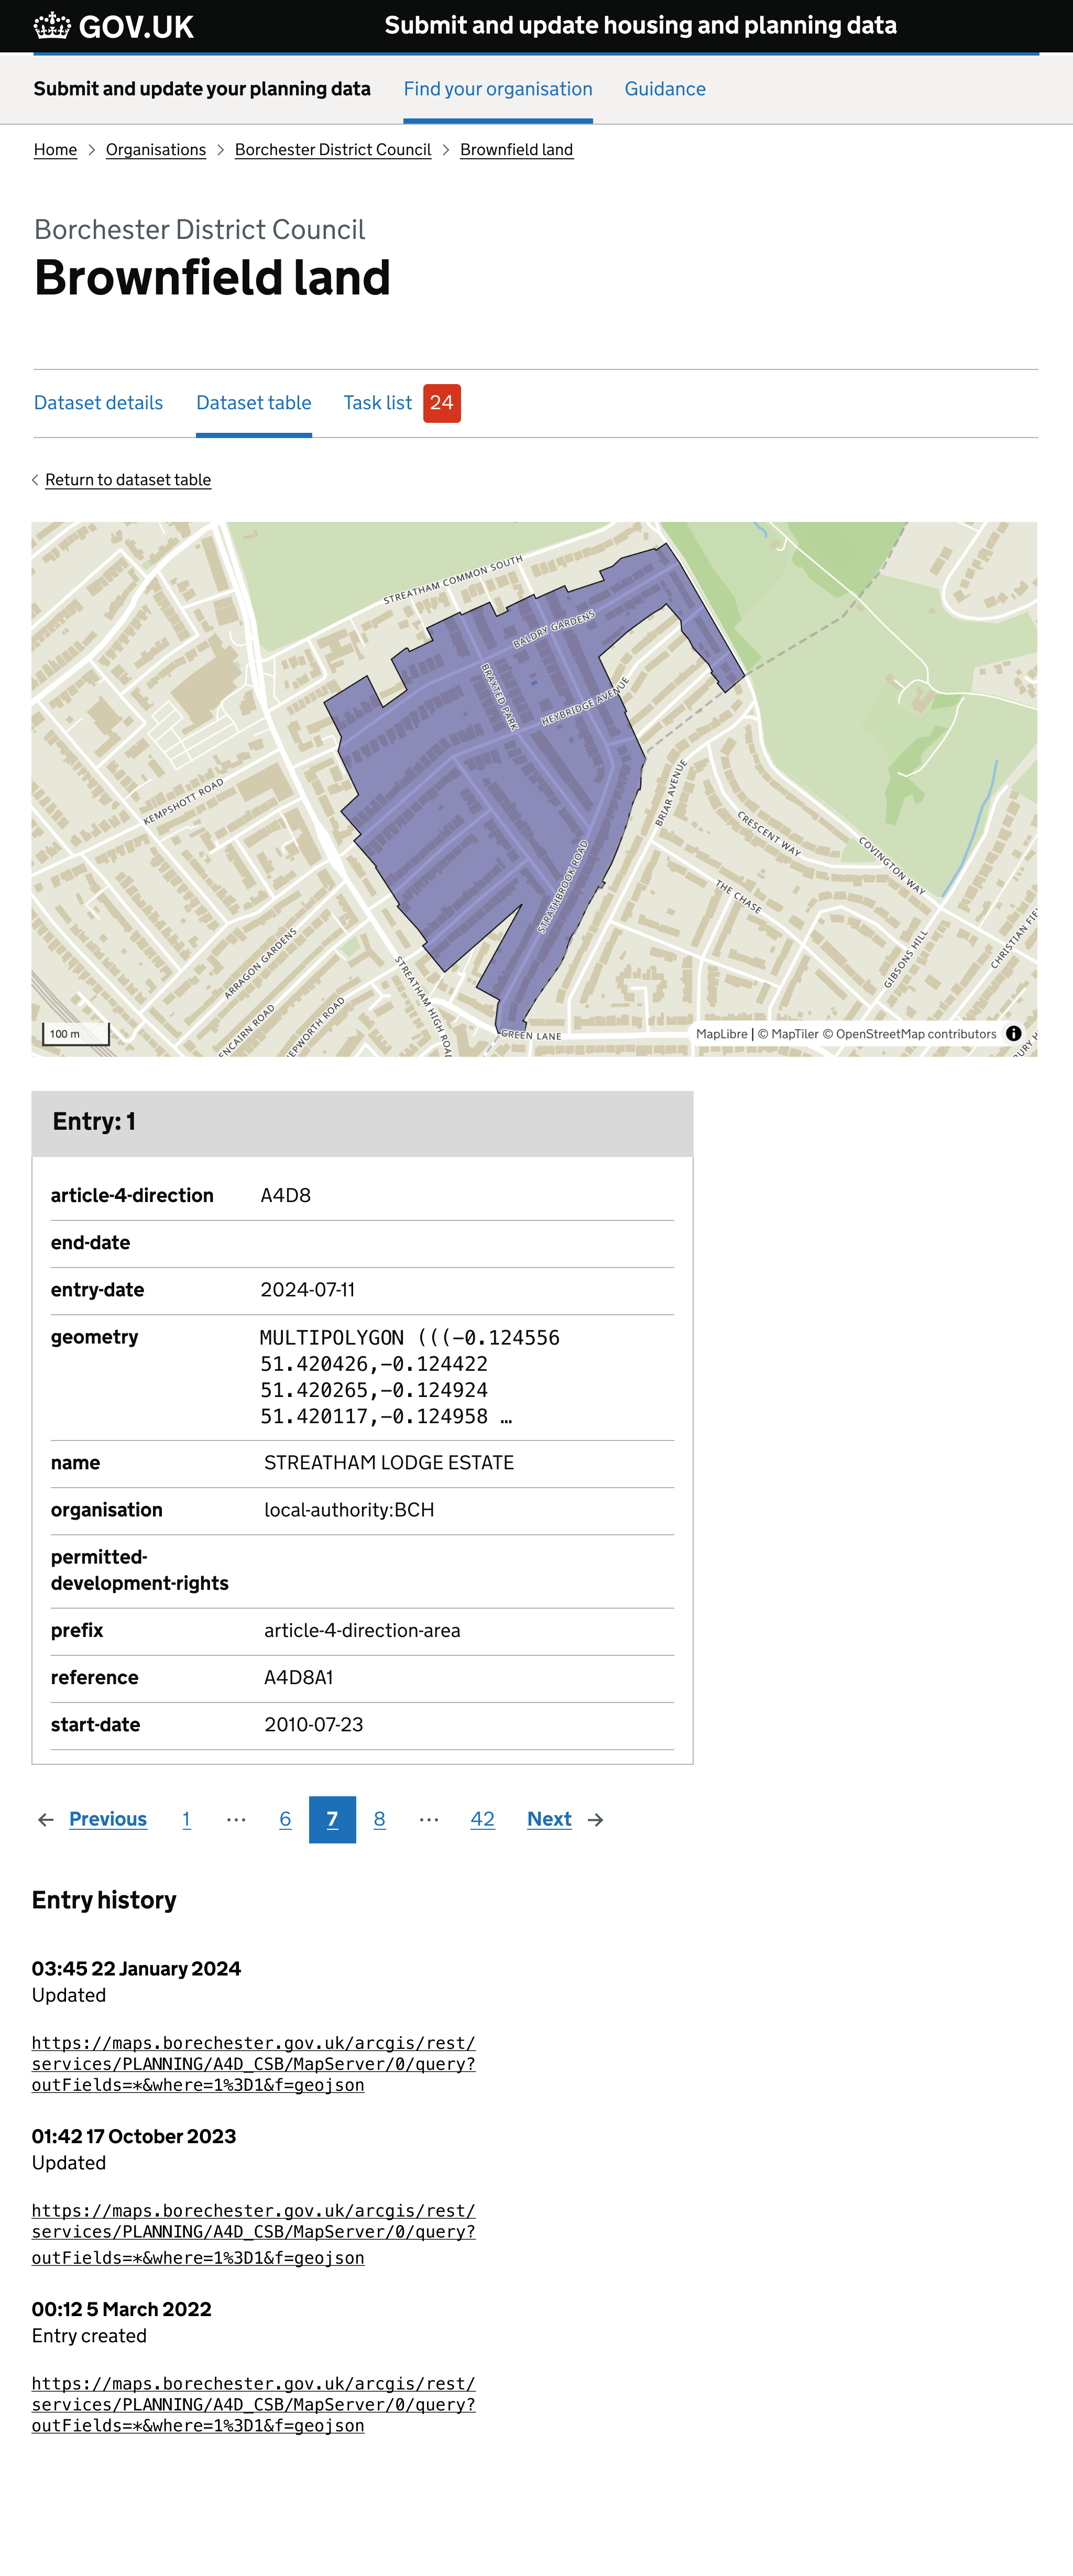 GOV.UK
Submit and update housing and planning data
Submit and update your planning data
Find your organisation
Guidance
Home > Organisations > Borchester District Council > Brownfield land
Borchester District Council
Brownfield land
Dataset details
Dataset table
Task list 24
Return to dataset table
STREATHAM COMMON SOUTH
BALDRY GARDENS
BRAXTED PARK
HEYBRIDGE AVENUE
KEMPSHOTT ROAD
BRIAR AVENUE
CRESCENT WAY
COVINGTON WAY
THE CHASE
STRATHBROOK ROAD
ARRAGON GARDENS
STREATHAM HIGH ROAD
GIBSONS HILL
CHRISTIAN FIE
ENCAIRN ROAD
EPWORTH ROAD
GREEN LANE
URY H
100 m
MapLibre | © MapTiler © OpenStreetMap contributors
Entry: 1
article-4-direction A4D8
end-date
entry-date 2024-07-11
geometry MULTIPOLYGON (((-0.124556
51.420426,-0.124422
51.420265,-0.124924
51.420117,-0.124958 …
name STREATHAM LODGE ESTATE
organisation local-authority:BCH
permitted-
development-rights
prefix article-4-direction-area
reference A4D8A1
start-date 2010-07-23
Previous 1 ⋯ 6 7 8 ⋯ 42 Next
Entry history
03:45 22 January 2024
Updated
https://maps.borechester.gov.uk/arcgis/rest/
services/PLANNING/A4D_CSB/MapServer/0/query?
outFields=*&where=1%3D1&f=geojson
01:42 17 October 2023
Updated
https://maps.borechester.gov.uk/arcgis/rest/
services/PLANNING/A4D_CSB/MapServer/0/query?
outFields=*&where=1%3D1&f=geojson
00:12 5 March 2022
Entry created
https://maps.borechester.gov.uk/arcgis/rest/
services/PLANNING/A4D_CSB/MapServer/0/query?
outFields=*&where=1%3D1&f=geojson